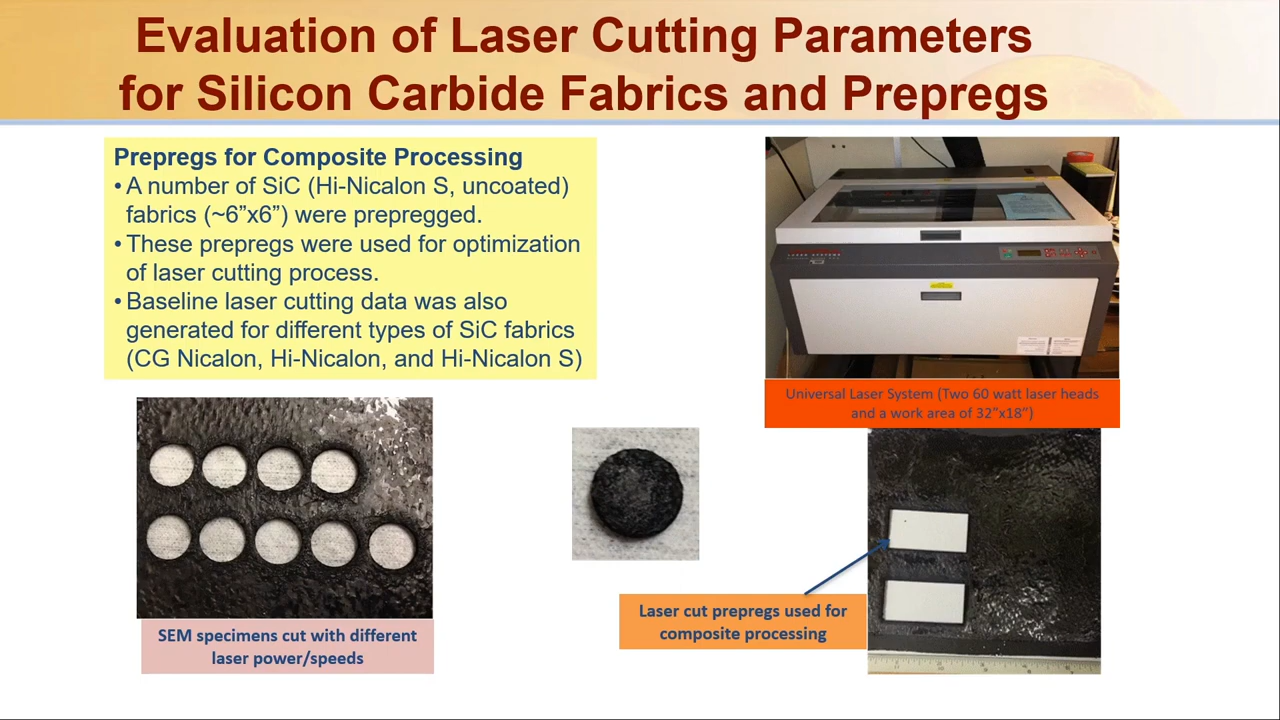 Evaluation of Laser Cutting Parameters
for Silicon Carbide Fabrics and Prepregs
Prepregs for Composite Processing
• A number of SiC (Hi-Nicalon S, uncoated)
fabrics (~6”x6”) were prepregged.
• These prepregs were used for optimization
of laser cutting process.
• Baseline laser cutting data was also
generated for different types of SiC fabrics
(CG Nicalon, Hi-Nicalon, and Hi-Nicalon S)
Universal Laser System (Two 60 watt laser heads
and a work area of 32"x18")
SEM specimens cut with different
laser power/speeds
Laser cut prepregs used for
composite processing